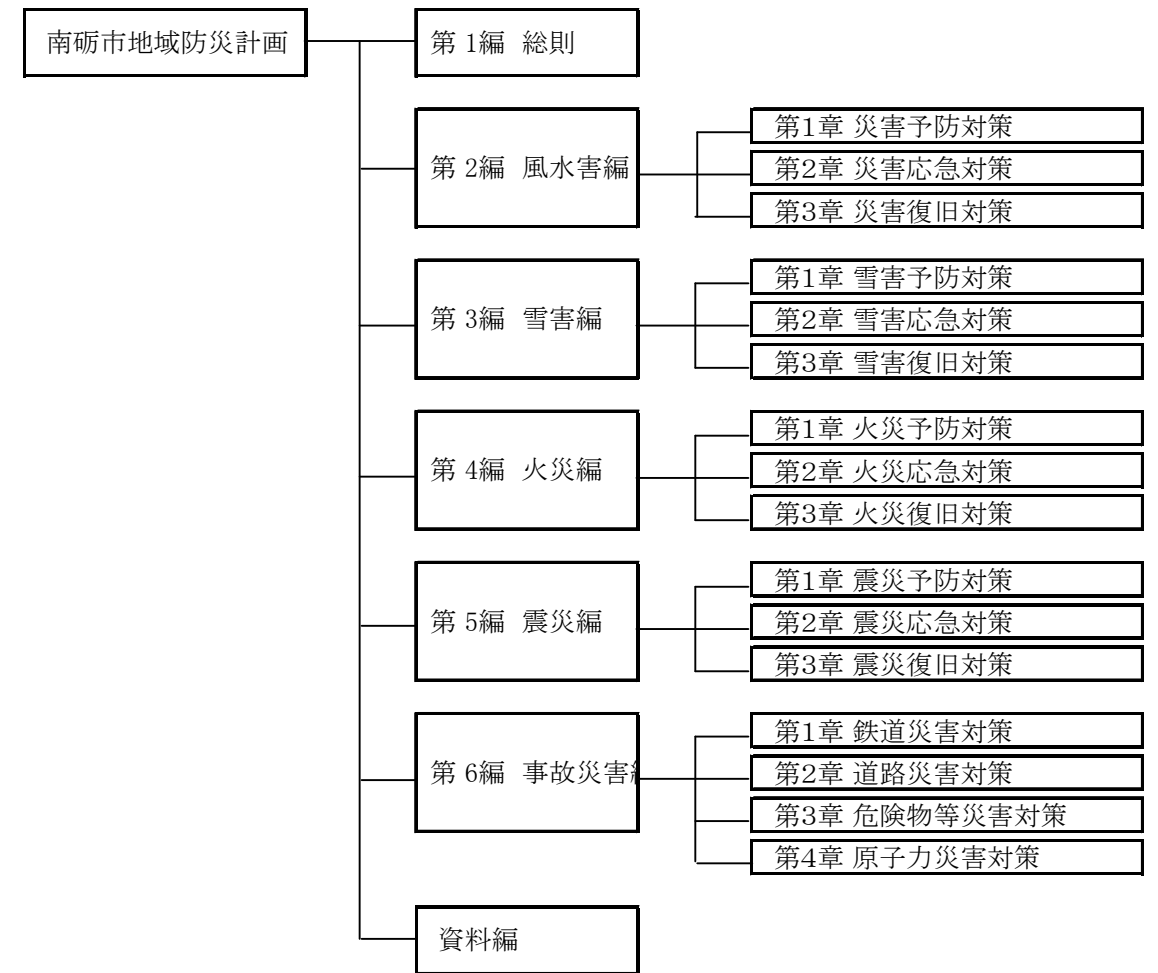 南砺市地域防災計画
第 1編 総則
第 2編 風水害編
第1章 災害予防対策
第2章 災害応急対策
第3章 災害復旧対策
第 3編 雪害編
第1章 雪害予防対策
第2章 雪害応急対策
第3章 雪害復旧対策
第 4編 火災編
第1章 火災予防対策
第2章 火災応急対策
第3章 火災復旧対策
第 5編 震災編
第1章 震災予防対策
第2章 震災応急対策
第3章 震災復旧対策
第 6編 事故災害
第1章 鉄道災害対策
第2章 道路災害対策
第3章 危険物等災害対策
第4章 原子力災害対策
資料編